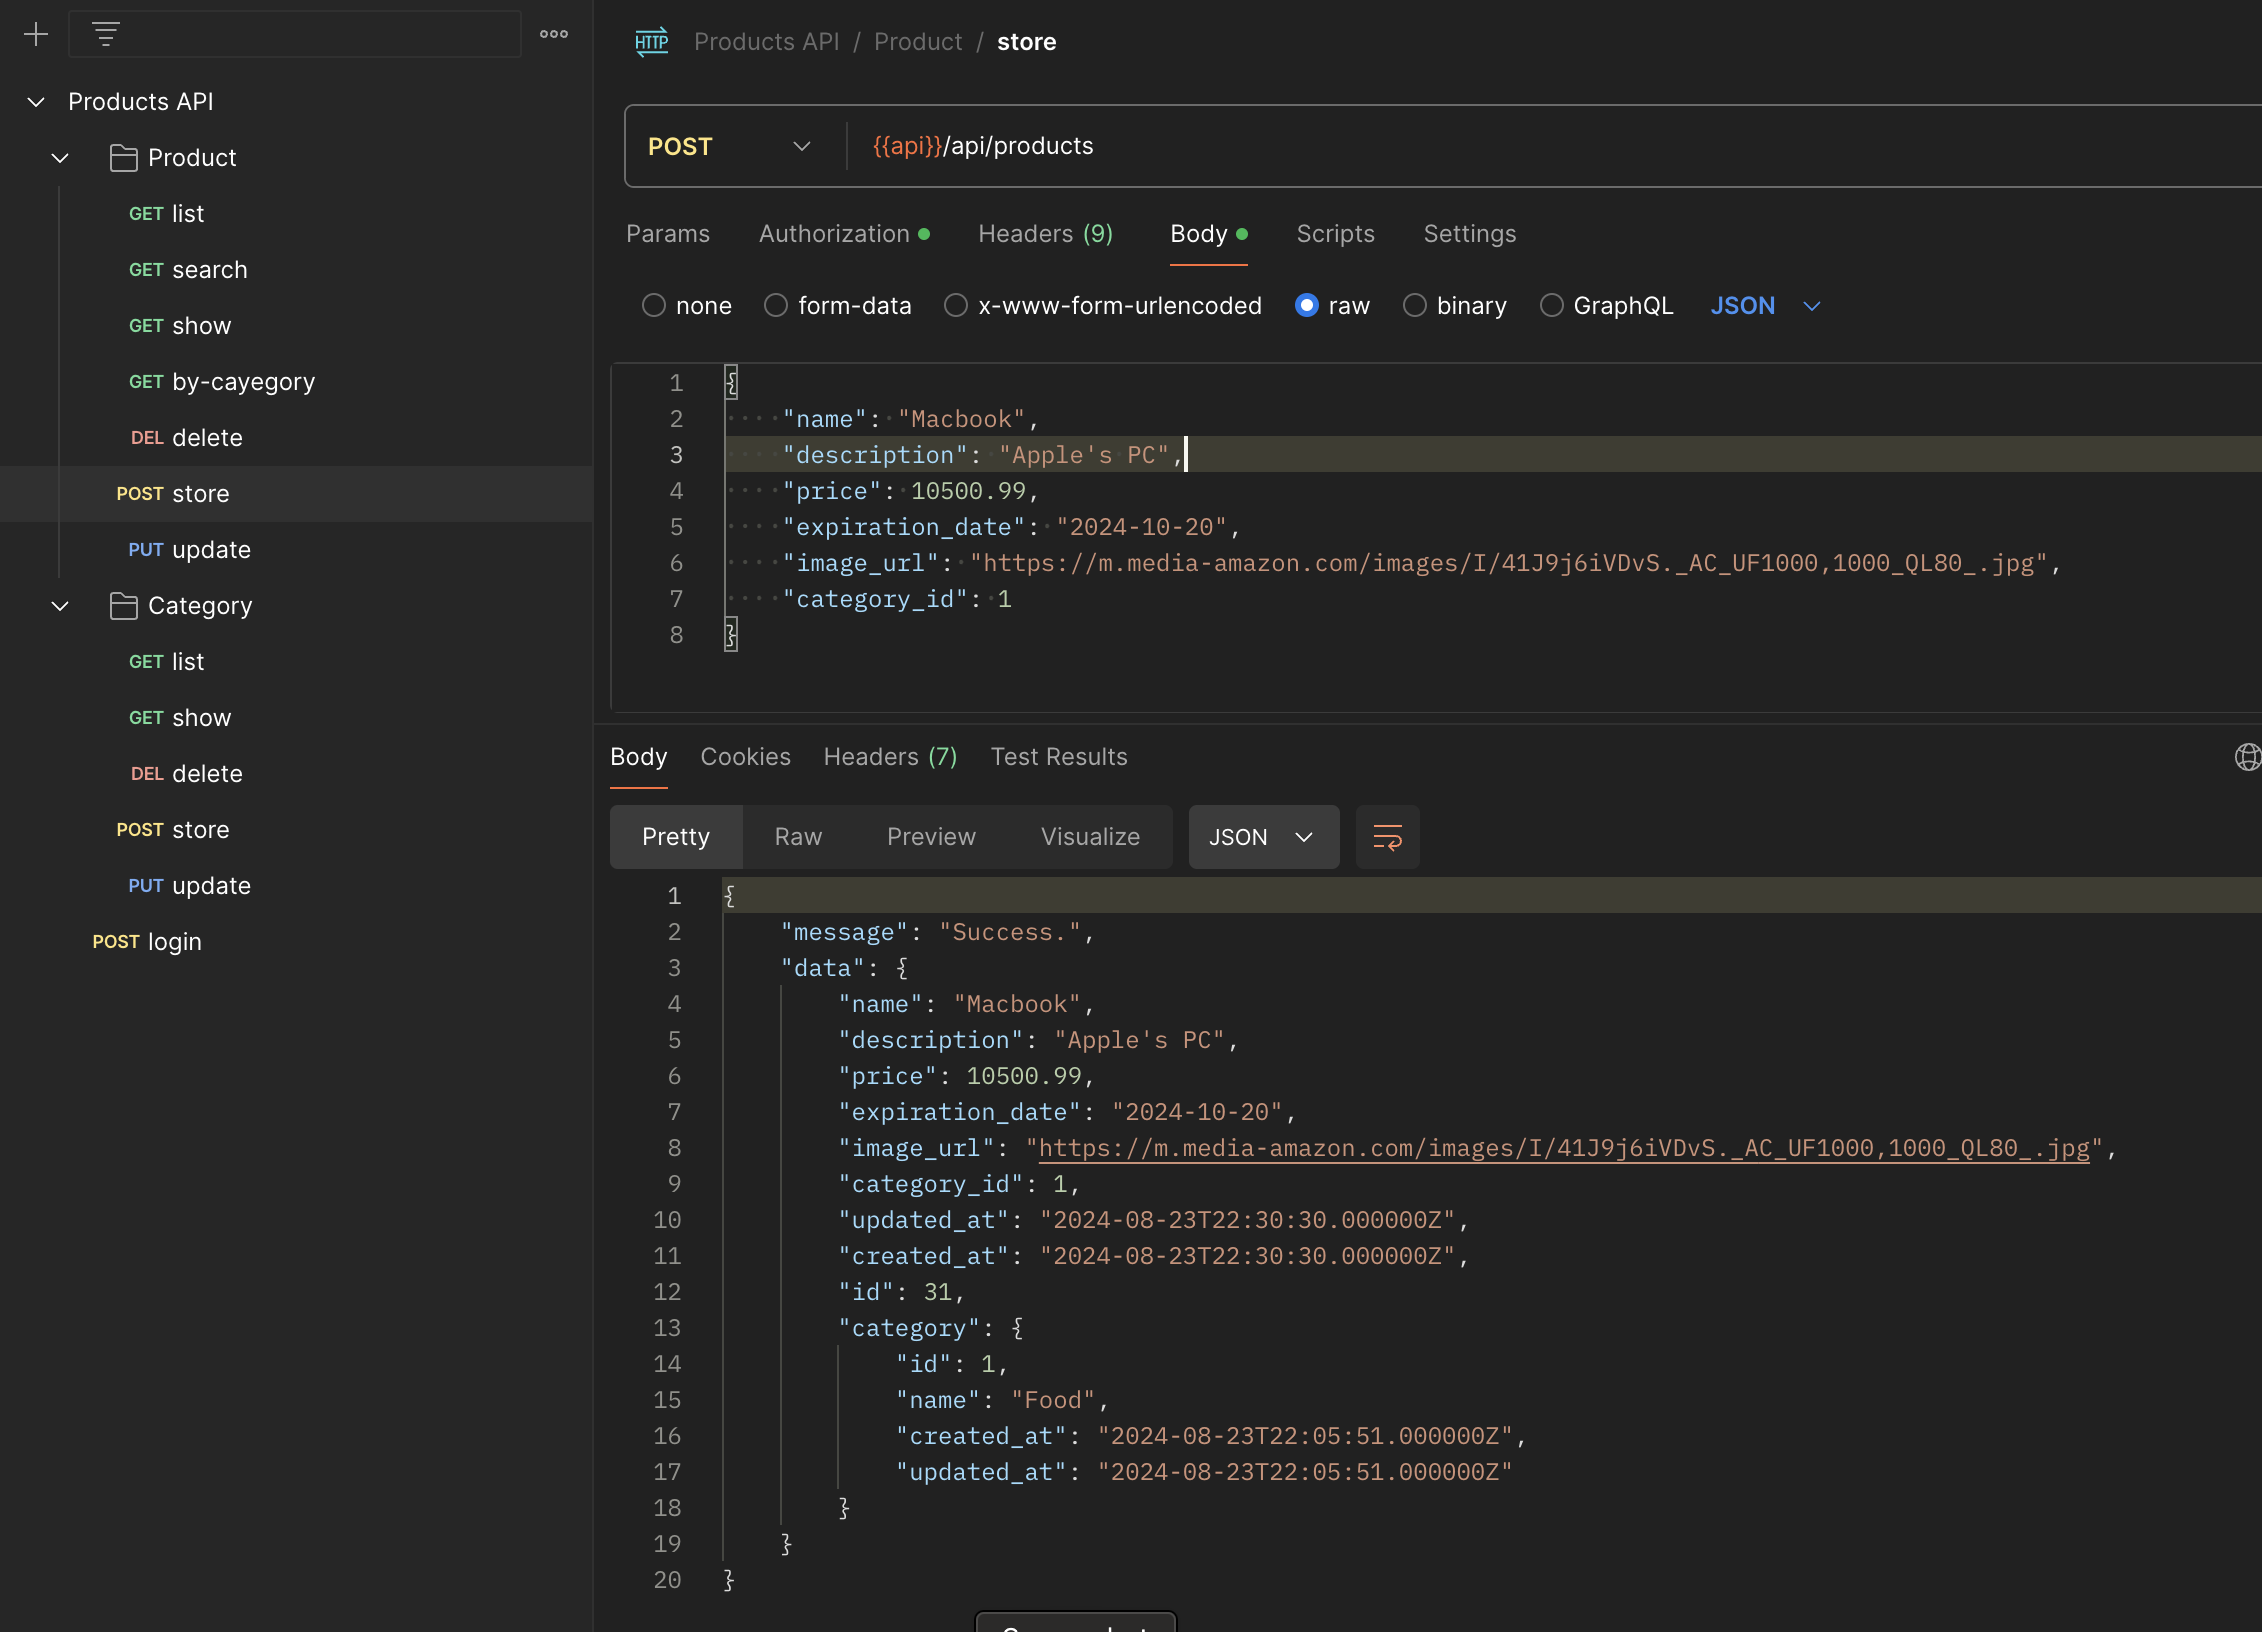 Products API
Product
GET list
GET search
GET show
GET by-cayegory
DEL delete
POST store
PUT update
Category
GET list
GET show
DEL delete
POST store
PUT update
POST login
HTTP Products API / Product / store
POST {{api}}/api/products
Params Authorization Headers (9) Body Scripts Settings
none form-data x-www-form-urlencoded raw binary GraphQL JSON
1 {
2 "name": "Macbook",
3 "description": "Apple's PC",
4 "price": 10500.99,
5 "expiration_date": "2024-10-20",
6 "image_url": "https://m.media-amazon.com/images/I/41J9j6iVDvS._AC_UF1000,1000_QL80_.jpg",
7 "category_id": 1
8 }
Body Cookies Headers (7) Test Results
Pretty Raw Preview Visualize JSON
1 {
2 "message": "Success.",
3 "data": {
4 "name": "Macbook",
5 "description": "Apple's PC",
6 "price": 10500.99,
7 "expiration_date": "2024-10-20",
8 "image_url": "https://m.media-amazon.com/images/I/41J9j6iVDvS._AC_UF1000,1000_QL80_.jpg",
9 "category_id": 1,
10 "updated_at": "2024-08-23T22:30:30.000000Z",
11 "created_at": "2024-08-23T22:30:30.000000Z",
12 "id": 31,
13 "category": {
14 "id": 1,
15 "name": "Food",
16 "created_at": "2024-08-23T22:05:51.000000Z",
17 "updated_at": "2024-08-23T22:05:51.000000Z"
18 }
19 }
20 }